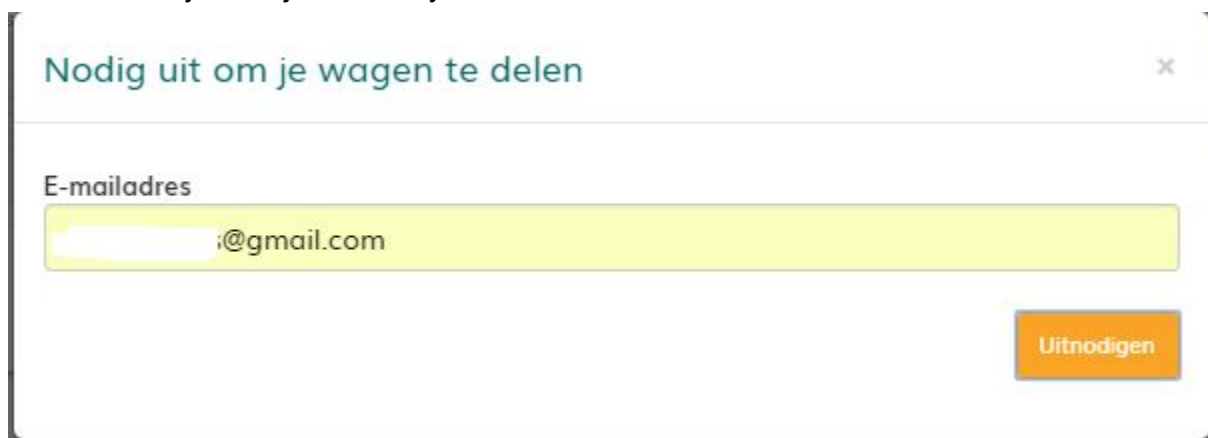 Nodig uit om je wagen te delen
×
E-mailadres
@gmail.com
Uitnodigen